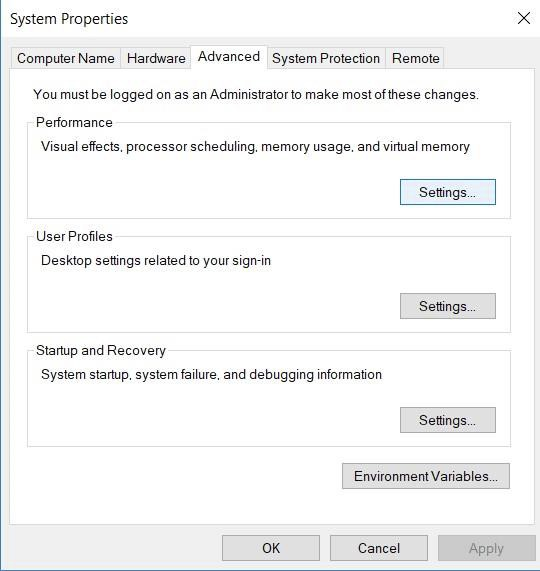 System Properties
Computer Name Hardware Advanced System Protection Remote
You must be logged on as an Administrator to make most of these changes.
Performance
Visual effects, processor scheduling, memory usage, and virtual memory
Settings...
User Profiles
Desktop settings related to your sign-in
Settings...
Startup and Recovery
System startup, system failure, and debugging information
Settings...
Environment Variables...
OK Cancel Apply